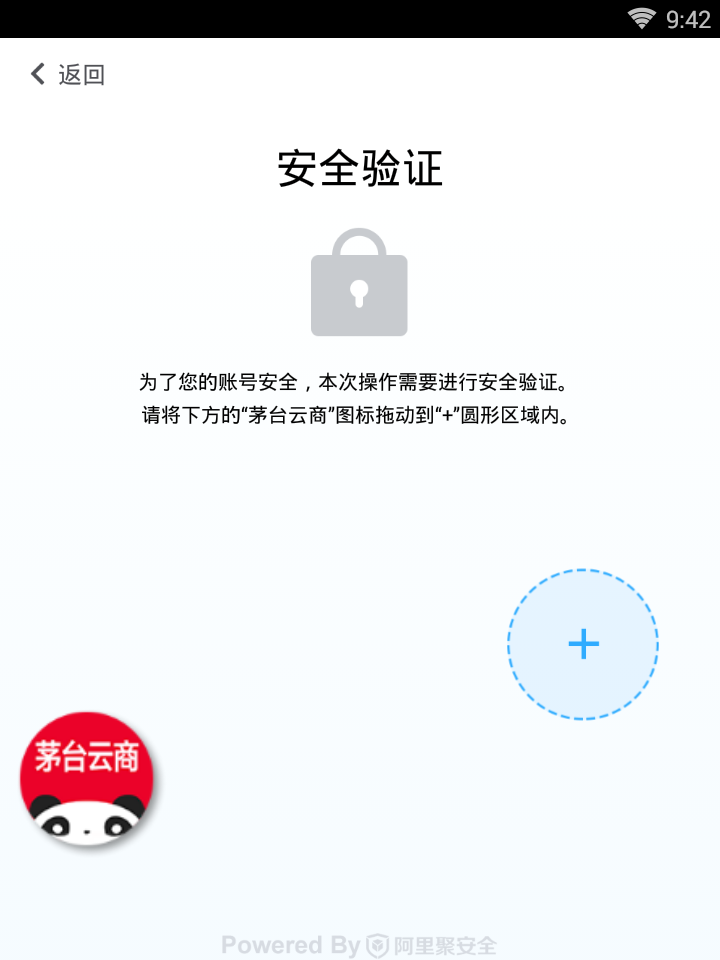 9:42
返回
安全验证
为了您的账号安全，本次操作需要进行安全验证。
请将下方的“茅台云商”图标拖动到“+”圆形区域内。
+
茅台云商
Powered By 阿里聚安全